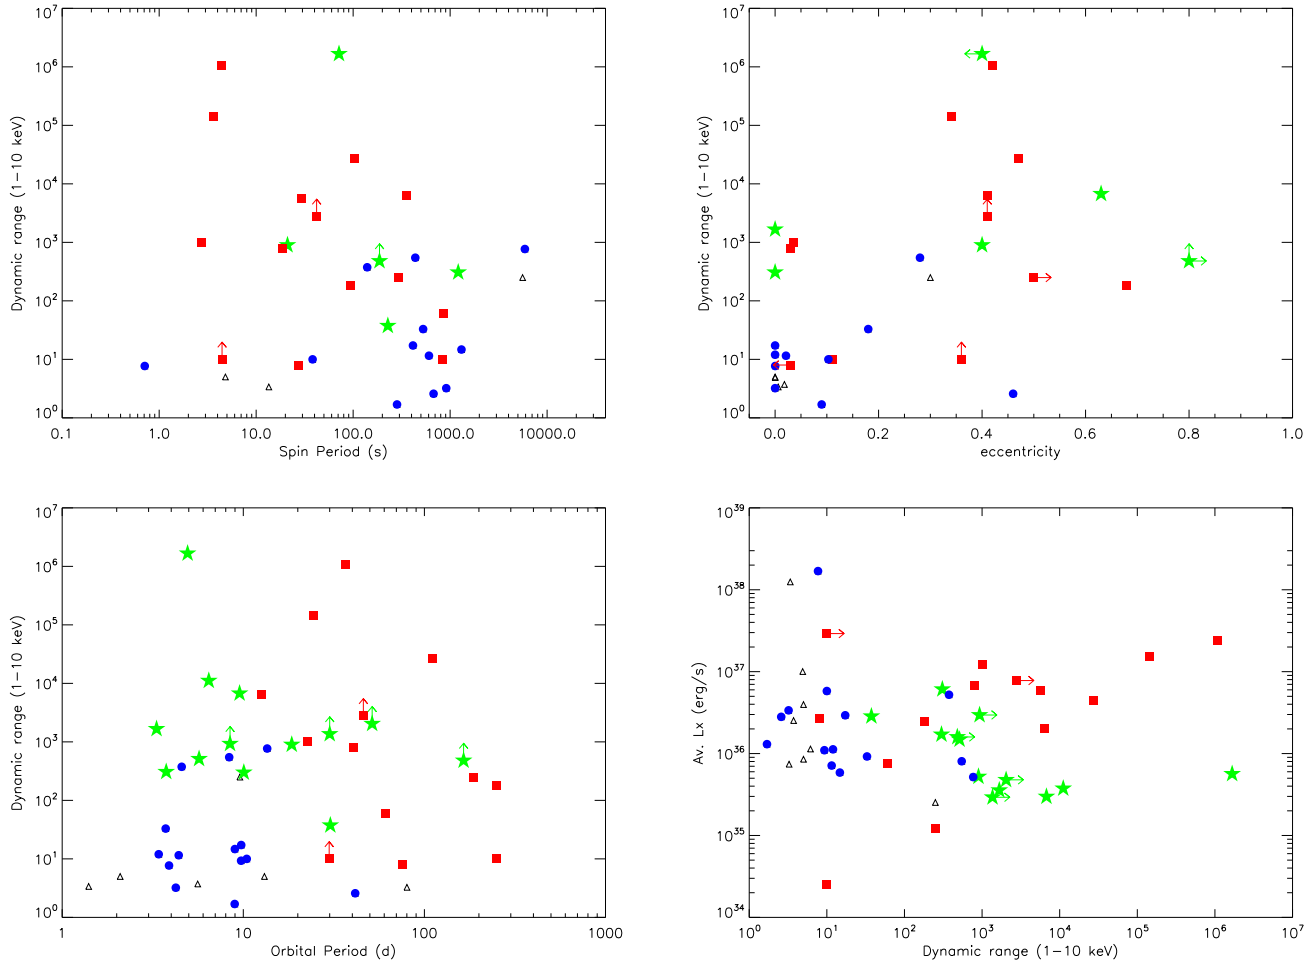 10^7
10^6
10^5
10^4
10^3
10^2
10^1
10^0
Dynamic range (1-10 keV)
0.1 1.0 10.0 100.0 1000.0 10000.0
Spin Period (s)
10^7
10^6
10^5
10^4
10^3
10^2
10^1
10^0
Dynamic range (1-10 keV)
0.0 0.2 0.4 0.6 0.8 1.0
eccentricity
10^7
10^6
10^5
10^4
10^3
10^2
10^1
10^0
Dynamic range (1-10 keV)
1 10 100 1000
Orbital Period (d)
10^39
10^38
10^37
10^36
10^35
10^34
Av. Lx (erg/s)
10^0 10^1 10^2 10^3 10^4 10^5 10^6 10^7
Dynamic range (1-10 keV)